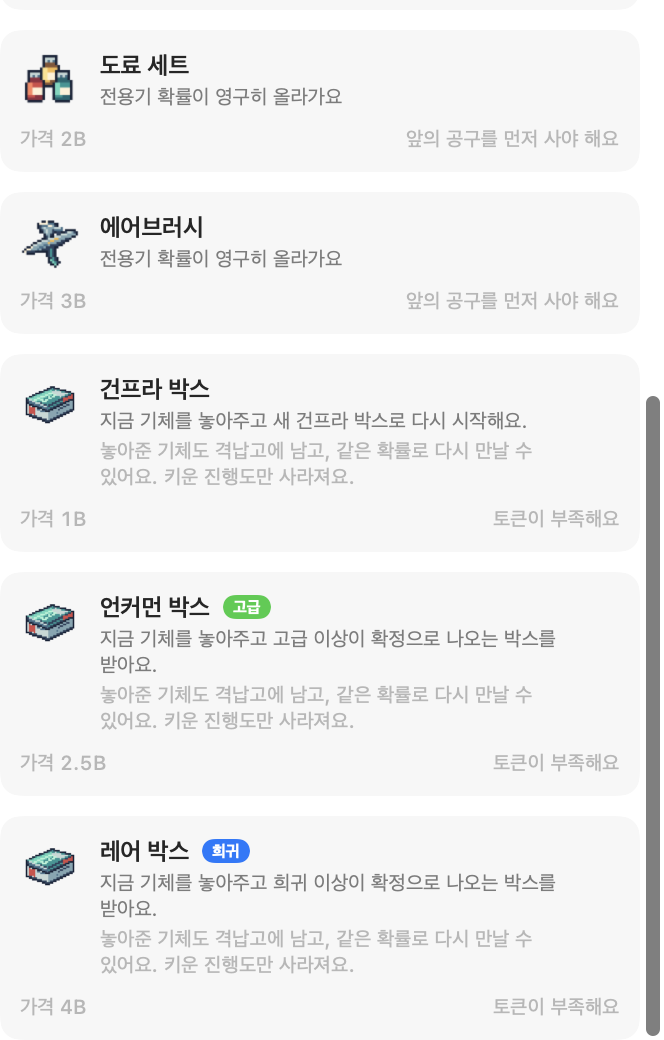 도료 세트
전용기 확률이 영구히 올라가요
가격 2B
앞의 공구를 먼저 사야 해요
에어브러시
전용기 확률이 영구히 올라가요
가격 3B
앞의 공구를 먼저 사야 해요
건프라 박스
지금 기체를 놓아주고 새 건프라 박스로 다시 시작해요.
놓아준 기체도 격납고에 남고, 같은 확률로 다시 만날 수
있어요. 키운 진행도만 사라져요.
가격 1B
토큰이 부족해요
언커먼 박스 고급
지금 기체를 놓아주고 고급 이상이 확정으로 나오는 박스를
받아요.
놓아준 기체도 격납고에 남고, 같은 확률로 다시 만날 수
있어요. 키운 진행도만 사라져요.
가격 2.5B
토큰이 부족해요
레어 박스 희귀
지금 기체를 놓아주고 희귀 이상이 확정으로 나오는 박스를
받아요.
놓아준 기체도 격납고에 남고, 같은 확률로 다시 만날 수
있어요. 키운 진행도만 사라져요.
가격 4B
토큰이 부족해요